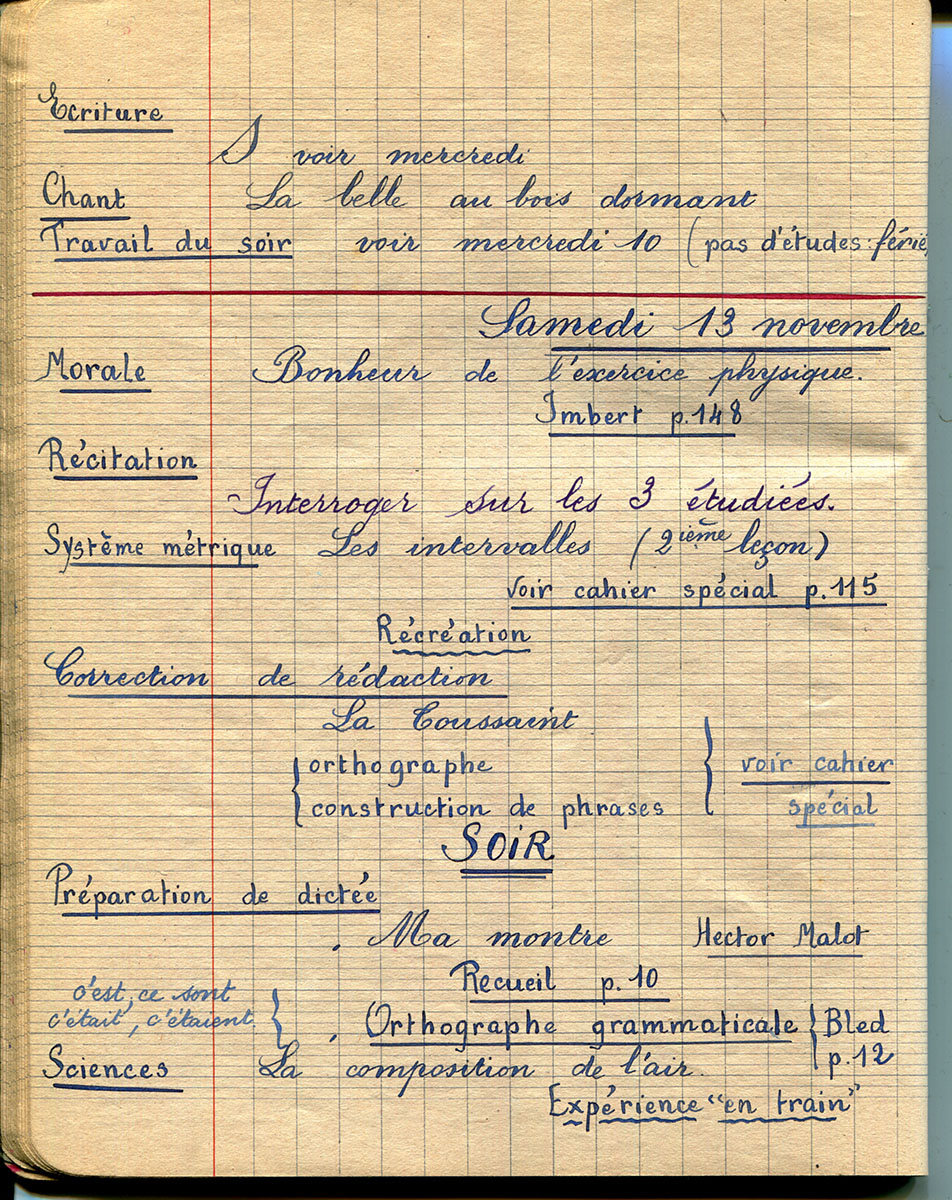 Ecriture
S voir mercredi
Chant La belle au bois dormant
Travail du soir voir mercredi 10 (pas d'études: férié
Samedi 13 novembre
Morale Bonheur de l'exercice physique.
Imbert p.148
Récitation
Interroger sur les 3 étudiées.
Système métrique Les intervalles (2ième leçon)
voir cahier spécial p.115
Récréation
Correction de rédaction
La Toussaint
{ orthographe } voir cahier
{ construction de phrases } spécial
SOIR
Préparation de dictée
. Ma montre Hector Malot
Recueil p. 10
c'est, ce sont
c'était, c'étaient. } . Orthographe grammaticale { Bled
p.12
Sciences La composition de l'air.
Expérience "en train"